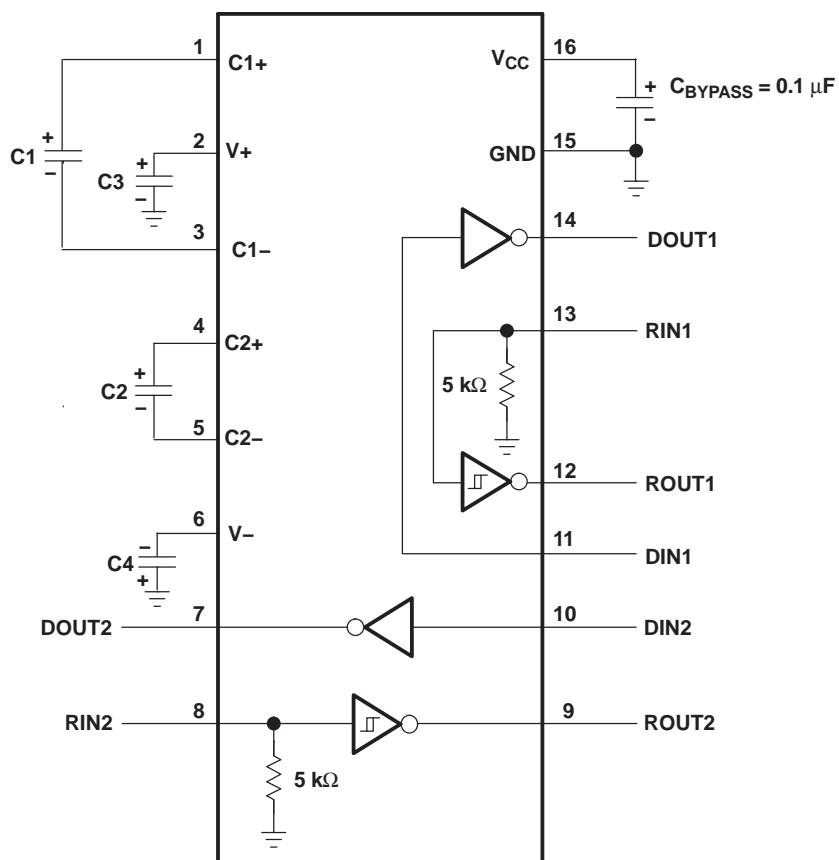 1
C1+
VCC
16
+
CBYPASS = 0.1 μF
−
2
V+
+
C3
−
+
C1
−
GND
15
3
C1−
14
DOUT1
4
C2+
13
RIN1
+
C2
−
5 kΩ
5
C2−
12
ROUT1
6
V−
−
C4
+
11
DIN1
DOUT2
7
10
DIN2
RIN2
8
9
ROUT2
5 kΩ